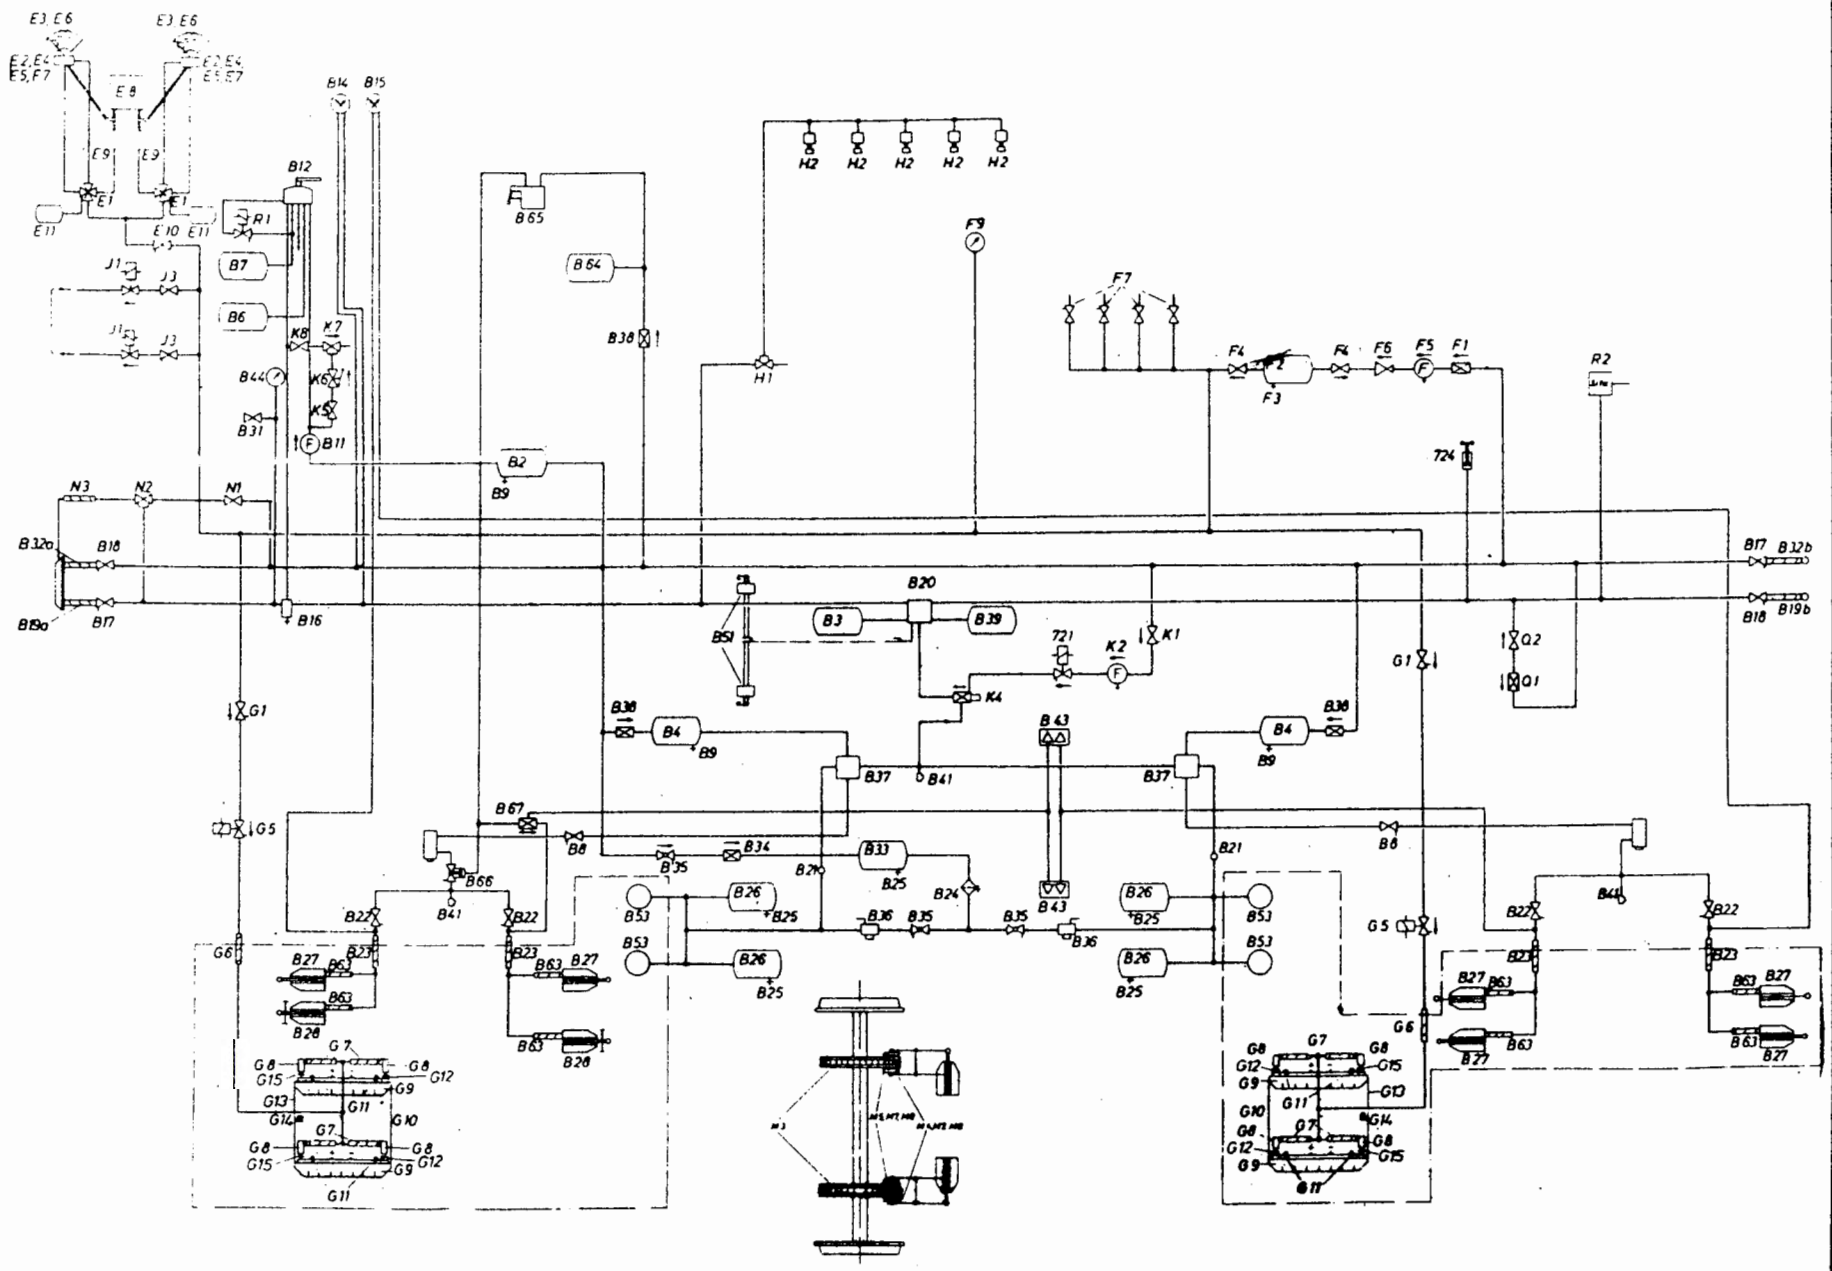 E3, E6
E3, E6
E2, E4
E5, F7
E2, E4
E5, E7
E8
E9
E9
E1
E1
E11
E10
E11
B14
B15
B12
R1
B7
B6
J1
J3
J1
J3
K8
K7
K6
K5
B44
B31
B11
F
B65
B64
B38
H2
H2
H2
H2
H2
H1
F9
F7
F4
F2
F3
F4
F6
F5
F
F1
R2
724
B2
B9
N3
N2
N1
B32a
B18
B19a
B17
B16
B17
B32b
B18
B19b
B20
B3
B39
B51
721
K2
F
K1
K4
Q2
Q1
G1
G1
B38
B4
B9
B43
B4
B38
B9
B37
B41
B37
G5
B67
B8
B66
B35
B34
B33
B25
B21
B24
B21
B8
B41
B22
B22
B53
B26
B25
B36
B35
B35
B36
B26
B25
B53
B41
B22
B22
G5
G6
B23
B23
B53
B26
B25
B26
B25
B53
B23
B23
B27
B63
B63
B27
B63
B28
B63
B28
B27
B63
B63
B27
B27
B63
B63
B27
G6
G7
G8
G8
G15
G12
G9
G13
G11
G14
G10
G7
G8
G8
G15
G12
G9
G11
M3
G7
G8
G8
G12
G15
G9
G11
G13
G10
G14
G7
G8
G8
G12
G15
G9
G11